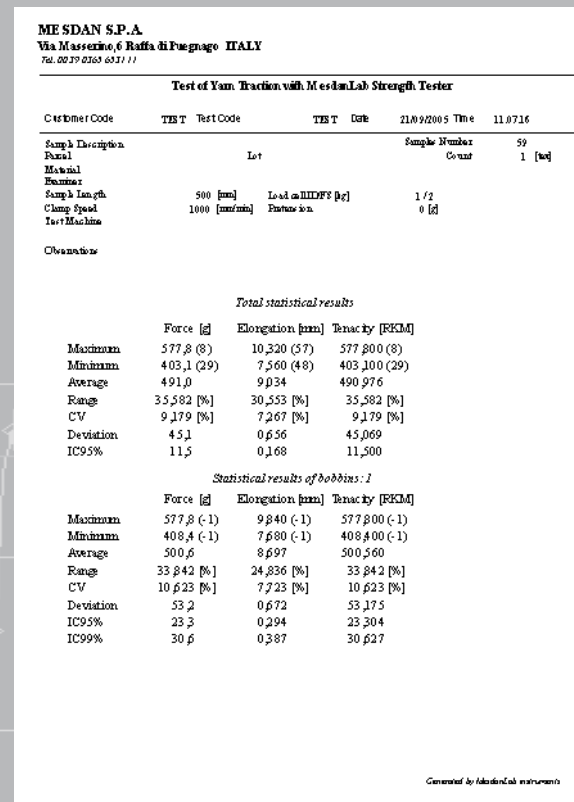 MESDAN S.P.A.
Via Masserino,6 Raffa di Puegnago ITALY
Tel. 0039 0365 653111
Test of Yarn Traction with MesdanLab Strength Tester
Customer Code TEST Test Code TEST Date 21/09/2005 Time 11.07.16
Sample Description Samples Number 59
Parcel Lot Count 1 [tex]
Material
Examiner
Sample Length 500 [mm] Load cell/DFS [kg] 1 / 2
Clamp Speed 1000 [mm/min] Pretension 0 [g]
Test Machine
Observations
Total statistical results
Force [g] Elongation [mm] Tenacity [RKM]
Maximum 577,8 (8) 10,320 (57) 577,800 (8)
Minimum 403,1 (29) 7,560 (48) 403,100 (29)
Average 491,0 9,034 490,976
Range 35,582 [%] 30,553 [%] 35,582 [%]
CV 9,179 [%] 7,267 [%] 9,179 [%]
Deviation 45,1 0,656 45,069
IC95% 11,5 0,168 11,500
Statistical results of bobbins: 1
Force [g] Elongation [mm] Tenacity [RKM]
Maximum 577,8 (-1) 9,840 (-1) 577,800 (-1)
Minimum 408,4 (-1) 7,680 (-1) 408,400 (-1)
Average 500,6 8,697 500,560
Range 33,842 [%] 24,836 [%] 33,842 [%]
CV 10,623 [%] 7,723 [%] 10,623 [%]
Deviation 53,2 0,672 53,175
IC95% 23,3 0,294 23,304
IC99% 30,6 0,387 30,627
Generated by MesdanLab instruments